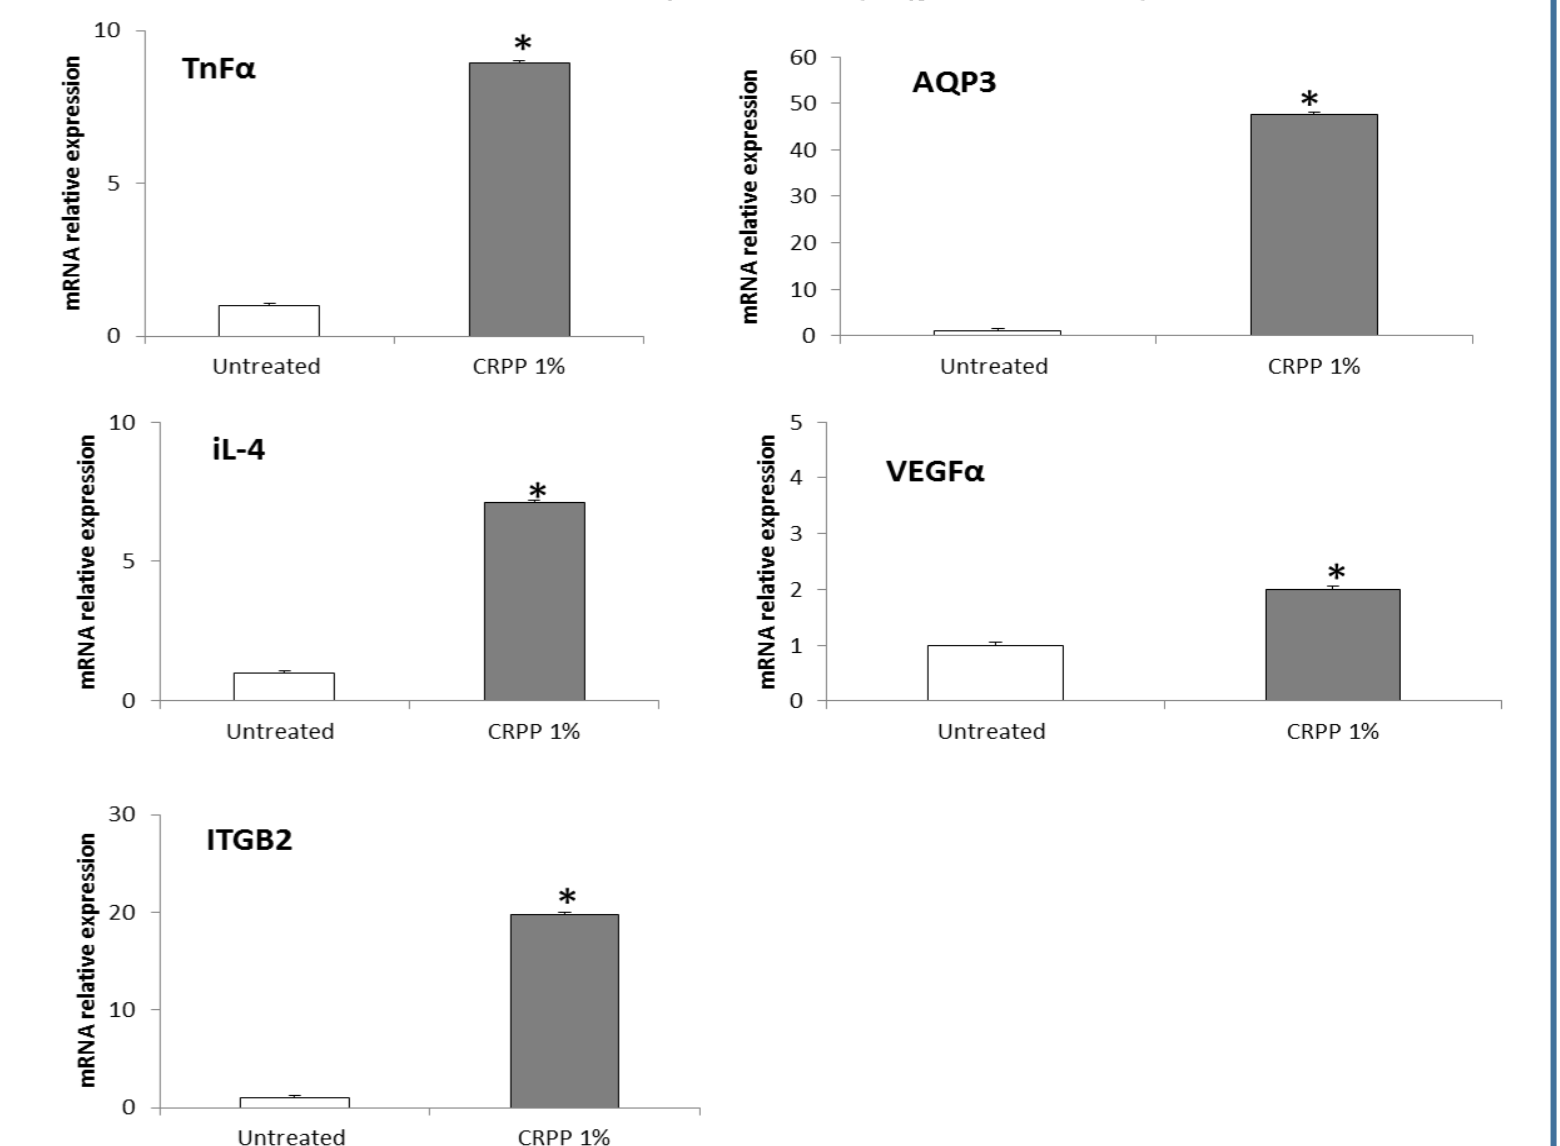 TnFα
mRNA relative expression
10
5
0
*
Untreated
CRPP 1%
AQP3
mRNA relative expression
60
50
40
30
20
10
0
*
Untreated
CRPP 1%
iL-4
mRNA relative expression
10
5
0
*
Untreated
CRPP 1%
VEGFα
mRNA relative expression
5
4
3
2
1
0
*
Untreated
CRPP 1%
ITGB2
mRNA relative expression
30
20
10
0
*
Untreated
CRPP 1%